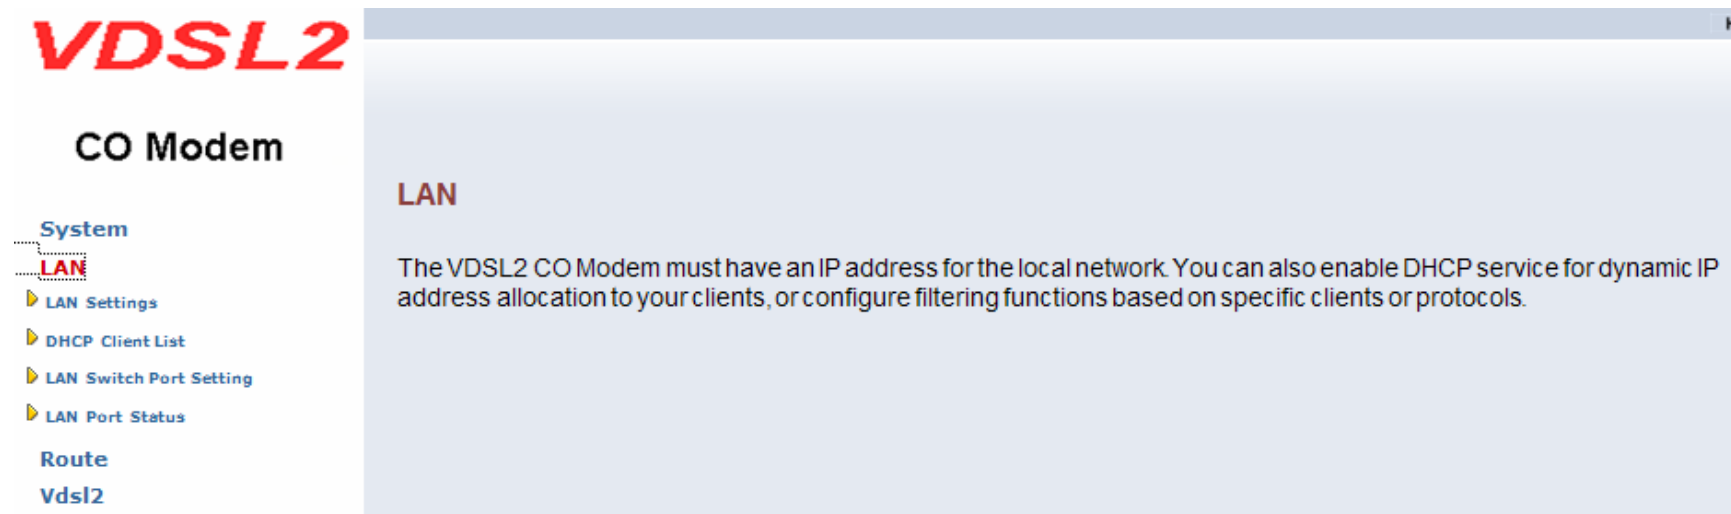 VDSL2
CO Modem
System
LAN
LAN Settings
DHCP Client List
LAN Switch Port Setting
LAN Port Status
Route
Vdsl2
LAN
The VDSL2 CO Modem must have an IP address for the local network. You can also enable DHCP service for dynamic IP
address allocation to your clients, or configure filtering functions based on specific clients or protocols.